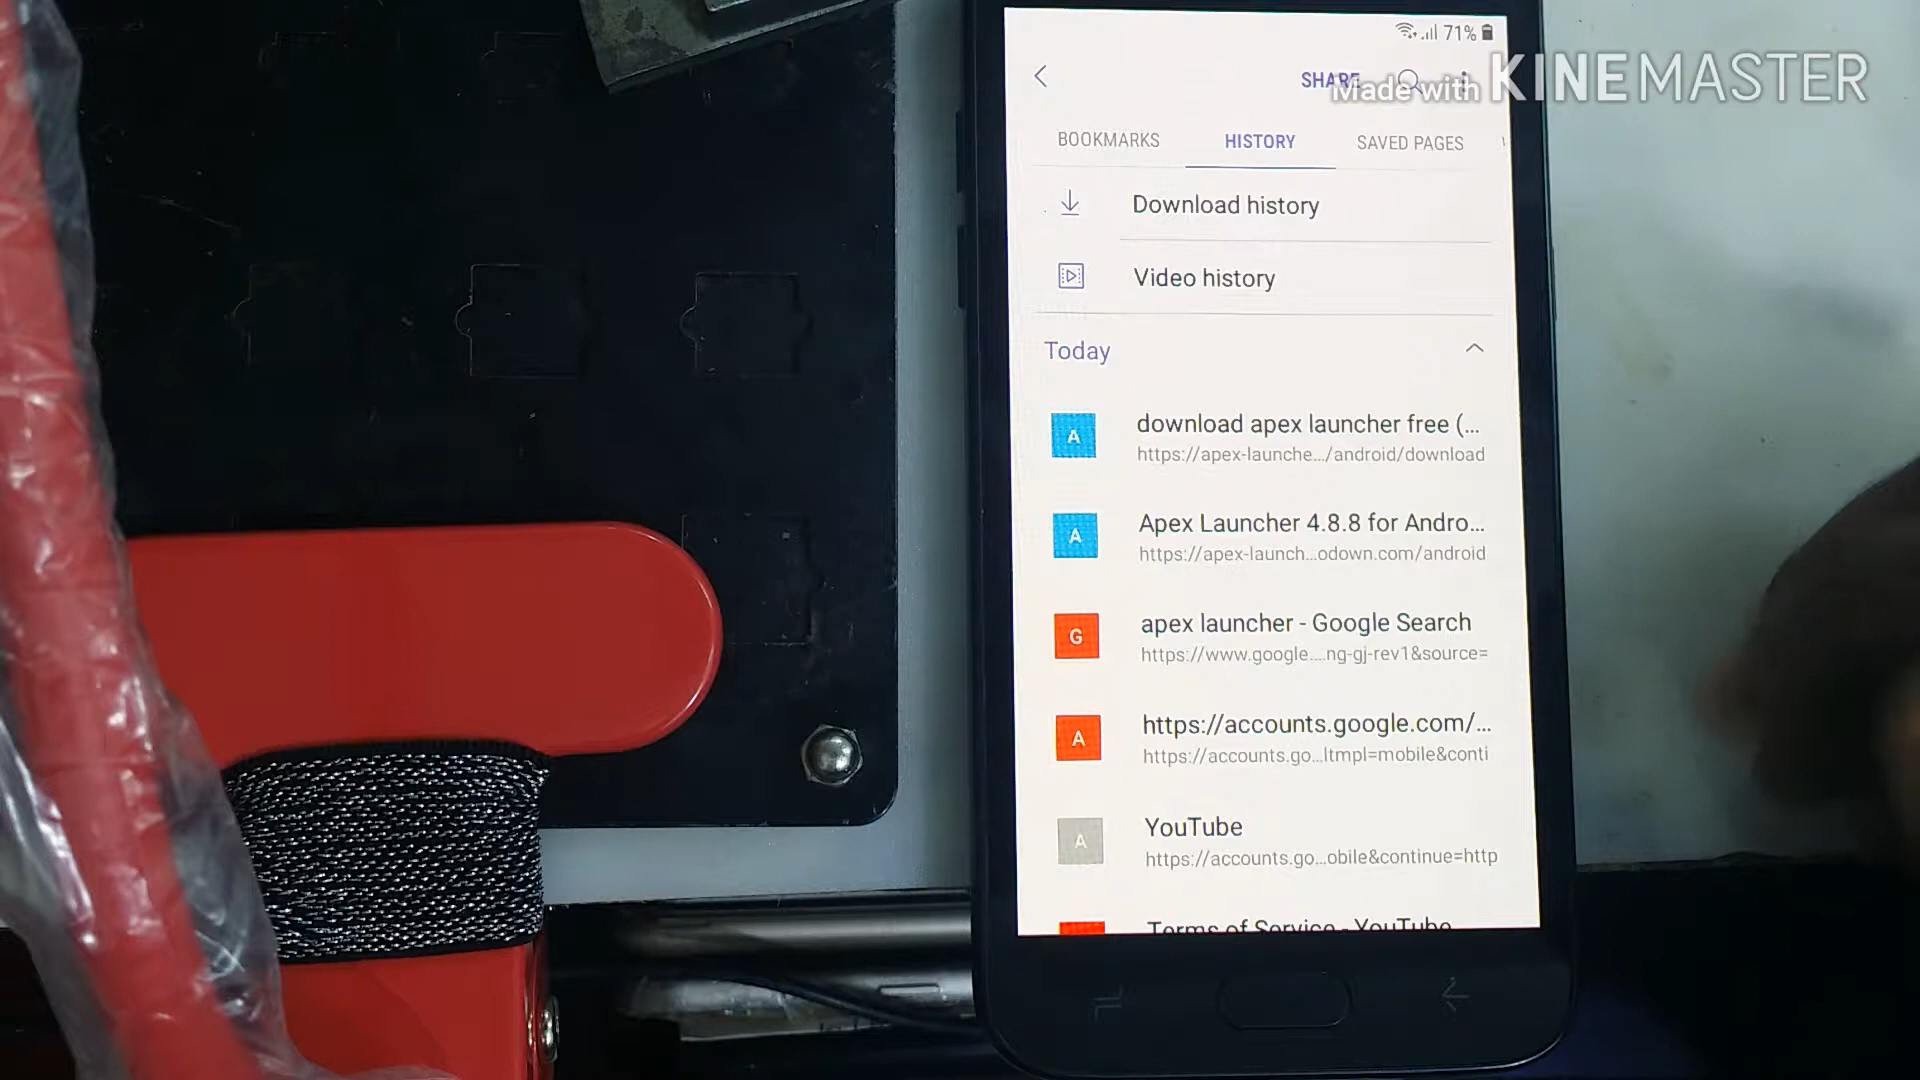 71%
SHARE
Made with KINEMASTER
BOOKMARKS HISTORY SAVED PAGES
Download history
Video history
Today
A
download apex launcher free (...
https://apex-launche.../android/download
A
Apex Launcher 4.8.8 for Andro...
https://apex-launch...odown.com/android
G
apex launcher - Google Search
https://www.google....ng-gj-rev1&source=
A
https://accounts.google.com/...
https://accounts.go...ltmpl=mobile&conti
A
YouTube
https://accounts.go...obile&continue=http
Terms of Service - YouTube